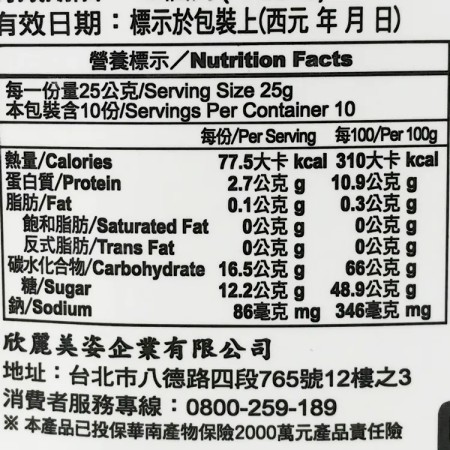 有效日期：標示於包裝上(西元 年 月 日)
營養標示／Nutrition Facts
每一份量25公克/Serving Size 25g
本包裝含10份/Servings Per Container 10
每份/Per Serving 每100/Per 100g
熱量/Calories 77.5大卡 kcal 310大卡 kcal
蛋白質/Protein 2.7公克 g 10.9公克 g
脂肪/Fat 0.1公克 g 0.3公克 g
飽和脂肪/Saturated Fat 0公克 g 0公克 g
反式脂肪/Trans Fat 0公克 g 0公克 g
碳水化合物/Carbohydrate 16.5公克 g 66公克 g
糖/Sugar 12.2公克 g 48.9公克 g
鈉/Sodium 86毫克 mg 346毫克 mg
欣麗美姿企業有限公司
地址：台北市八德路四段765號12樓之3
消費者服務專線：0800-259-189
※ 本產品已投保華南產物保險2000萬元產品責任險